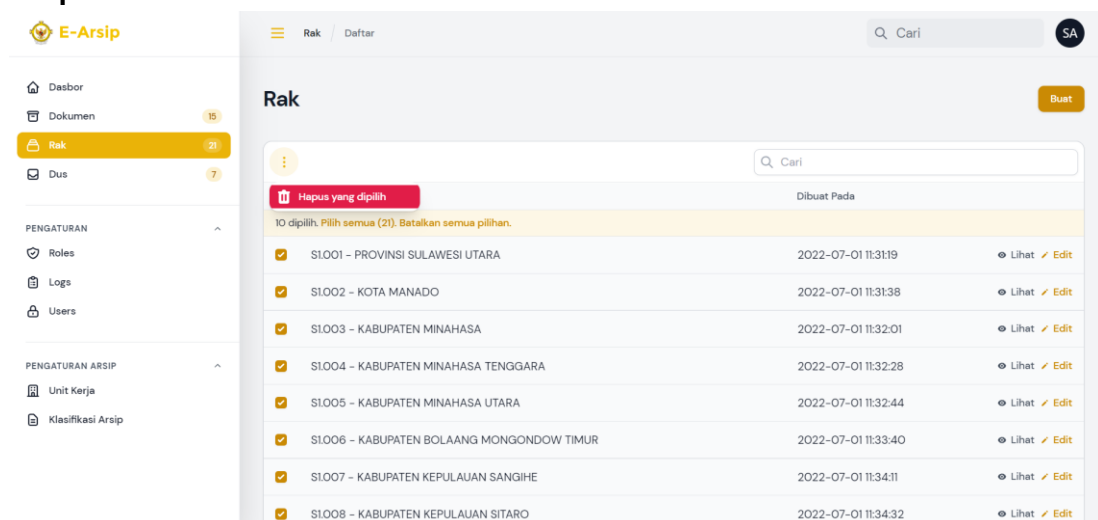 E-Arsip
Rak / Daftar
Cari
SA
Dasbor
Dokumen 15
Rak 21
Dus 7
PENGATURAN
Roles
Logs
Users
PENGATURAN ARSIP
Unit Kerja
Klasifikasi Arsip
Rak
Buat
Cari
Hapus yang dipilih
Dibuat Pada
10 dipilih. Pilih semua (21). Batalkan semua pilihan.
S1.001 - PROVINSI SULAWESI UTARA 2022-07-01 11:31:19 Lihat Edit
S1.002 - KOTA MANADO 2022-07-01 11:31:38 Lihat Edit
S1.003 - KABUPATEN MINAHASA 2022-07-01 11:32:01 Lihat Edit
S1.004 - KABUPATEN MINAHASA TENGGARA 2022-07-01 11:32:28 Lihat Edit
S1.005 - KABUPATEN MINAHASA UTARA 2022-07-01 11:32:44 Lihat Edit
S1.006 - KABUPATEN BOLAANG MONGONDOW TIMUR 2022-07-01 11:33:40 Lihat Edit
S1.007 - KABUPATEN KEPULAUAN SANGIHE 2022-07-01 11:34:11 Lihat Edit
S1.008 - KABUPATEN KEPULAUAN SITARO 2022-07-01 11:34:32 Lihat Edit